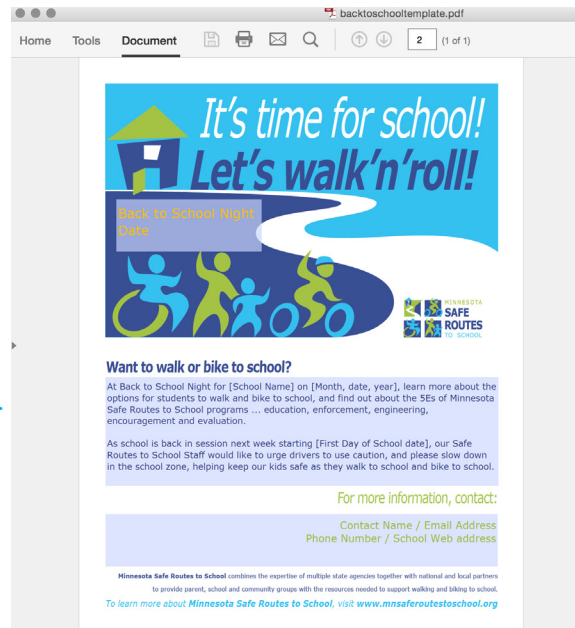 backtoschooltemplate.pdf
Home Tools Document 2 (1 of 1)
It's time for school!
Let's walk'n'roll!
Back to School Night
Date
MINNESOTA
SAFE
ROUTES
TO SCHOOL
Want to walk or bike to school?
At Back to School Night for [School Name] on [Month, date, year], learn more about the
options for students to walk and bike to school, and find out about the 5Es of Minnesota
Safe Routes to School programs ... education, enforcement, engineering,
encouragement and evaluation.
As school is back in session next week starting [First Day of School date], our Safe
Routes to School Staff would like to urge drivers to use caution, and please slow down
in the school zone, helping keep our kids safe as they walk to school and bike to school.
For more information, contact:
Contact Name / Email Address
Phone Number / School Web address
Minnesota Safe Routes to School combines the expertise of multiple state agencies together with national and local partners
to provide parent, school and community groups with the resources needed to support walking and biking to school.
To learn more about Minnesota Safe Routes to School, visit www.mnsaferoutestoschool.org